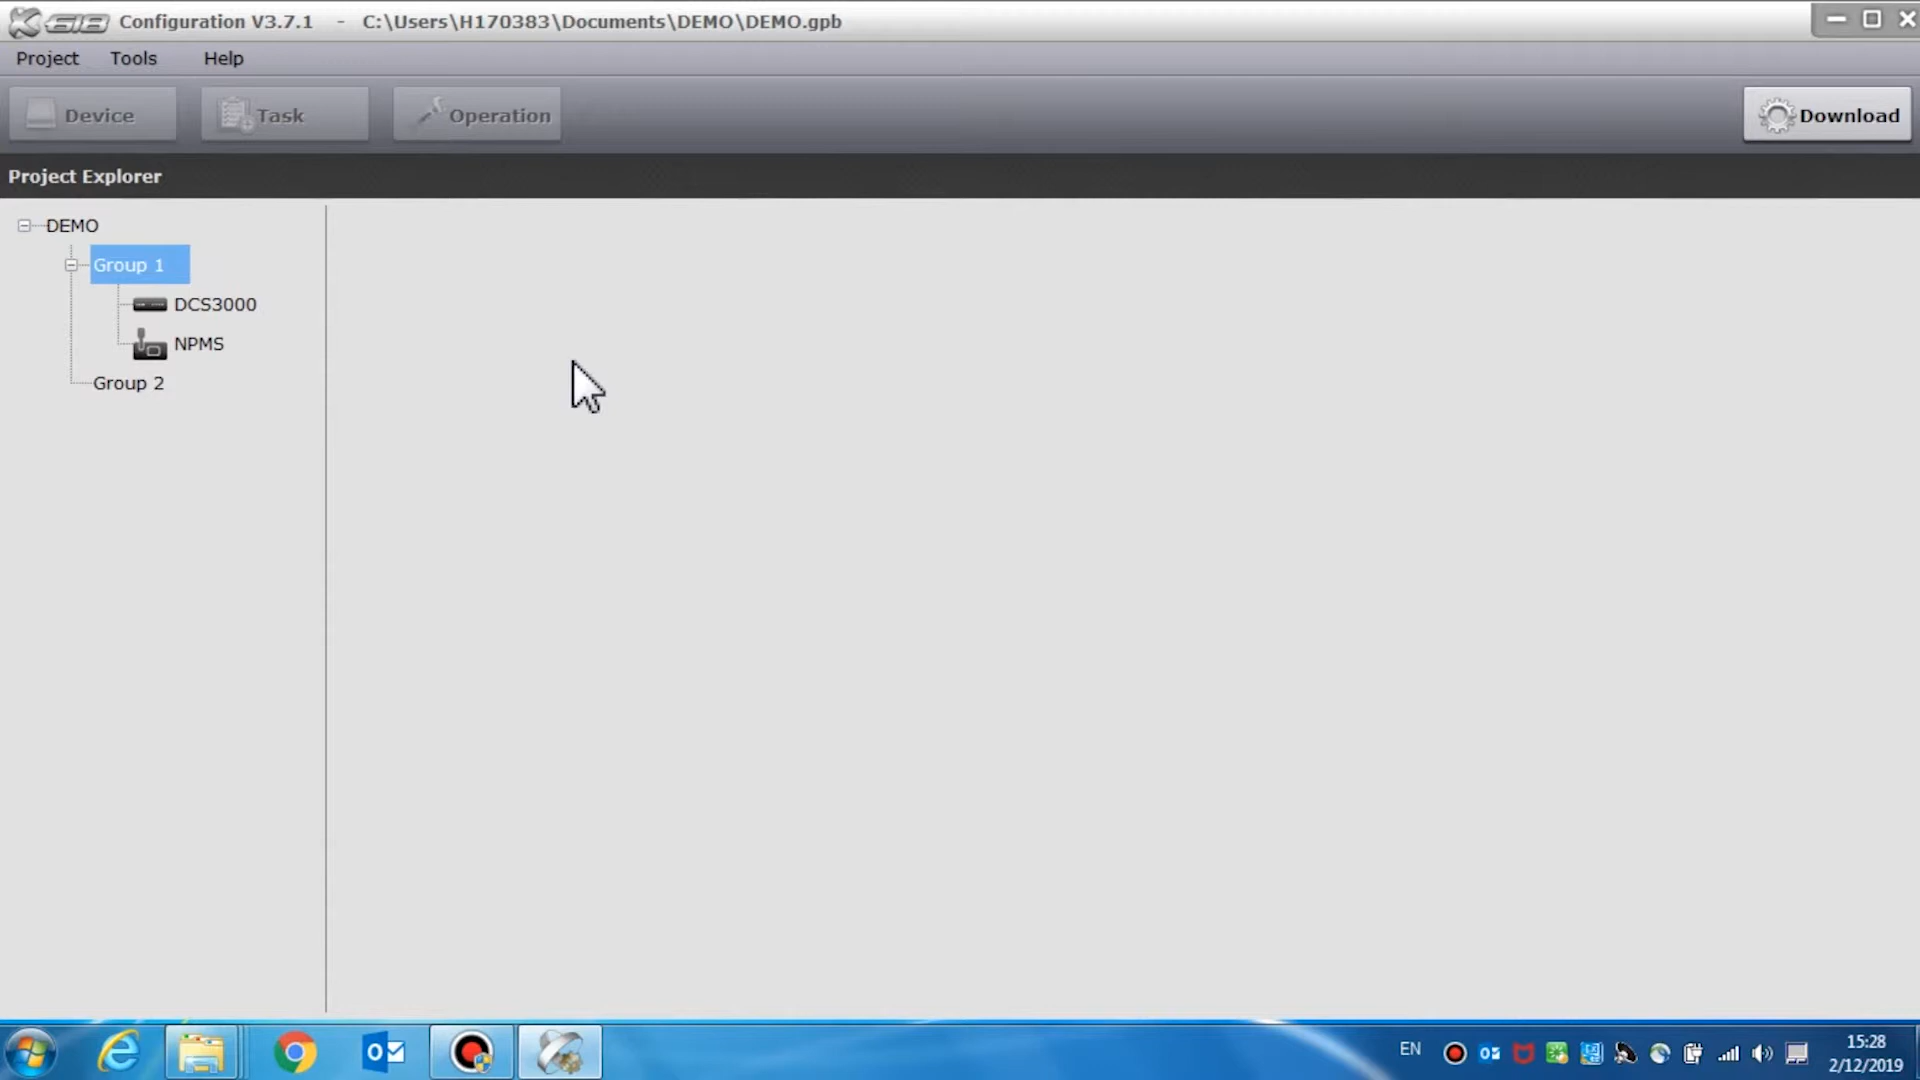 X-618 Configuration V3.7.1 - C:\Users\H170383\Documents\DEMO\DEMO.gpb
Project Tools Help
Device Task Operation Download
Project Explorer
DEMO
Group 1
DCS3000
NPMS
Group 2
EN
15:28
2/12/2019